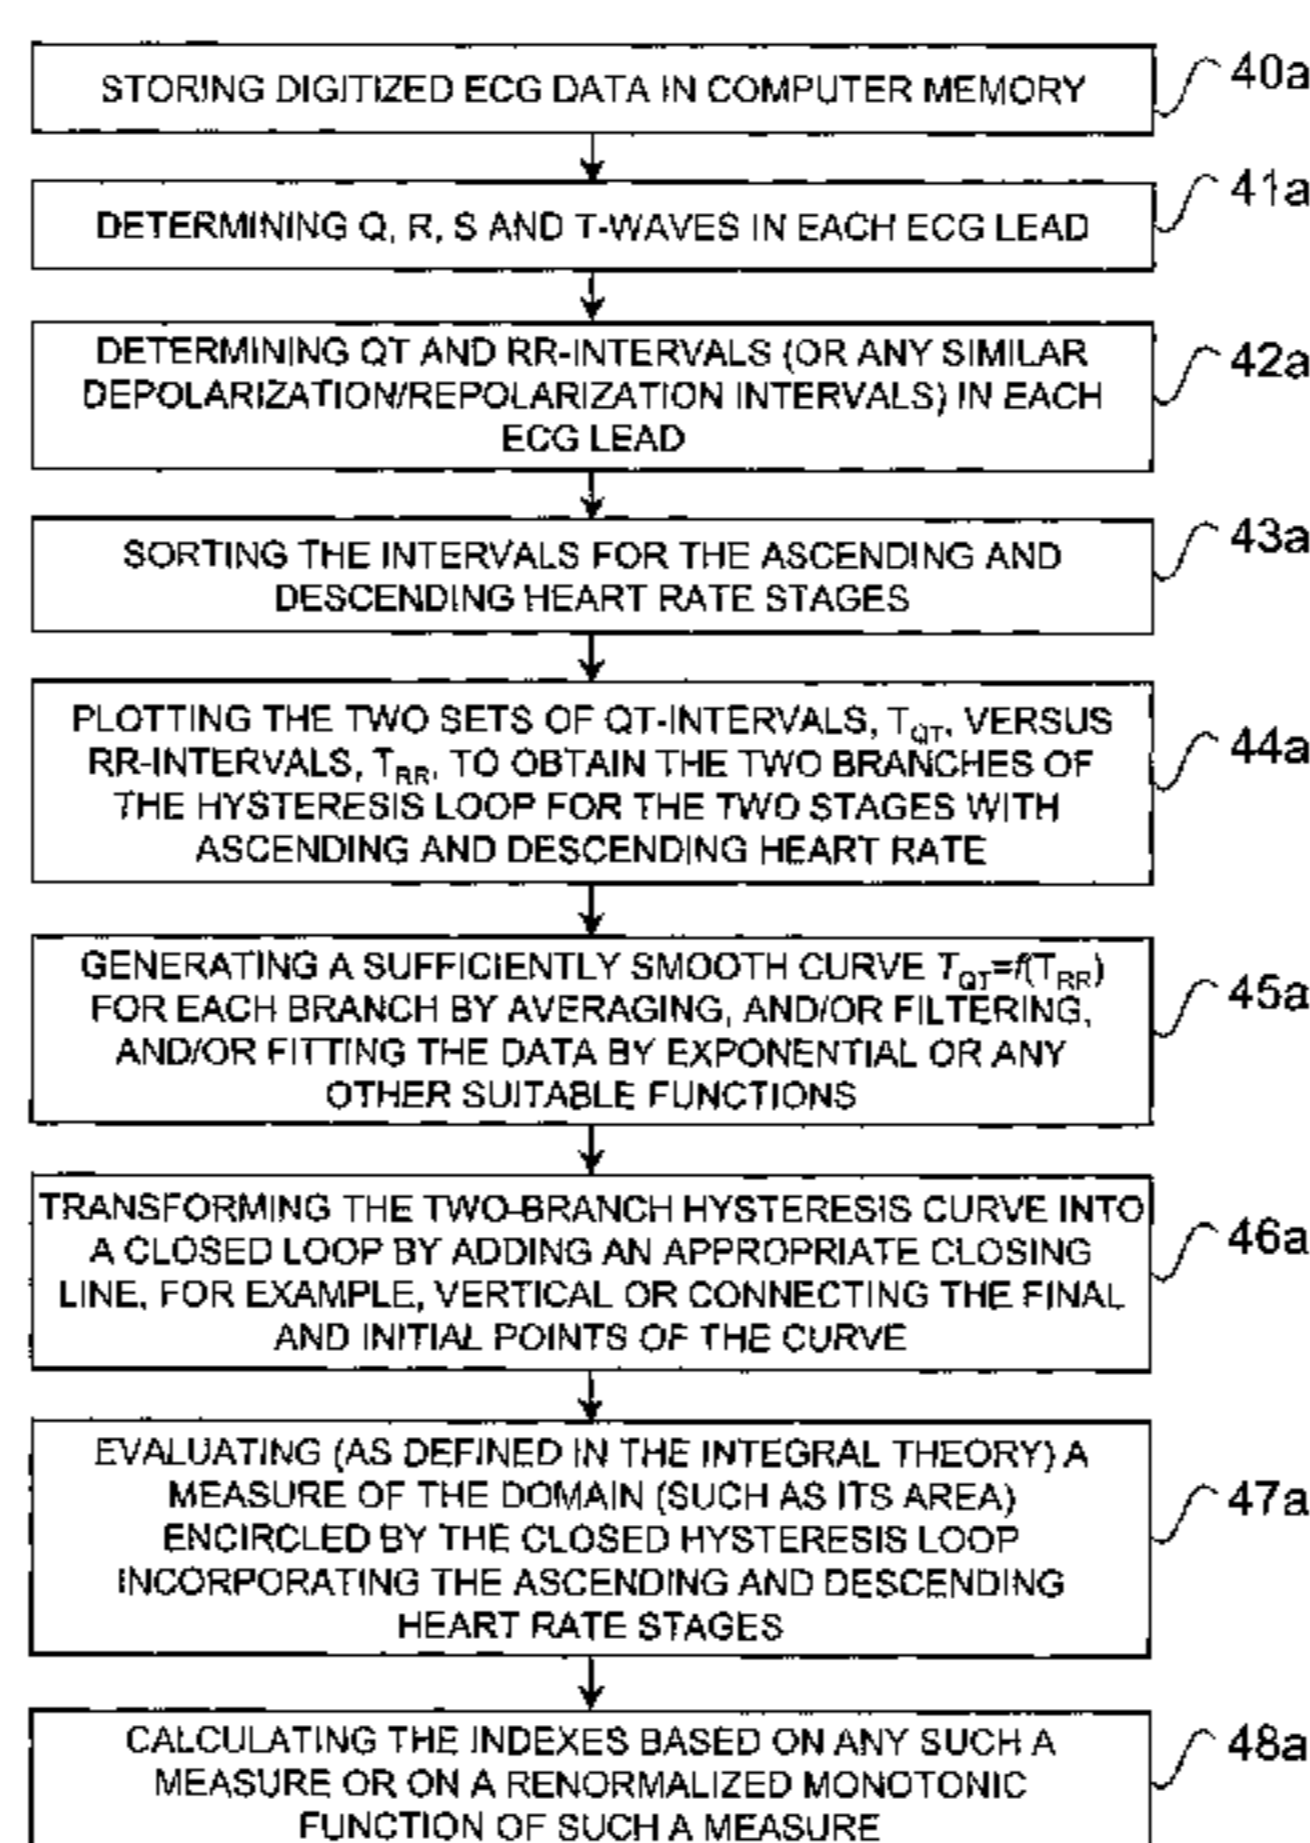 STORING DIGITIZED ECG DATA IN COMPUTER MEMORY
40a
DETERMINING Q, R, S AND T-WAVES IN EACH ECG LEAD
41a
DETERMINING QT AND RR-INTERVALS (OR ANY SIMILAR
DEPOLARIZATION/REPOLARIZATION INTERVALS) IN EACH
ECG LEAD
42a
SORTING THE INTERVALS FOR THE ASCENDING AND
DESCENDING HEART RATE STAGES
43a
PLOTTING THE TWO SETS OF QT-INTERVALS, T_QT, VERSUS
RR-INTERVALS, T_RR, TO OBTAIN THE TWO BRANCHES OF
THE HYSTERESIS LOOP FOR THE TWO STAGES WITH
ASCENDING AND DESCENDING HEART RATE
44a
GENERATING A SUFFICIENTLY SMOOTH CURVE T_QT=f(T_RR)
FOR EACH BRANCH BY AVERAGING, AND/OR FILTERING,
AND/OR FITTING THE DATA BY EXPONENTIAL OR ANY
OTHER SUITABLE FUNCTIONS
45a
TRANSFORMING THE TWO-BRANCH HYSTERESIS CURVE INTO
A CLOSED LOOP BY ADDING AN APPROPRIATE CLOSING
LINE, FOR EXAMPLE, VERTICAL OR CONNECTING THE FINAL
AND INITIAL POINTS OF THE CURVE
46a
EVALUATING (AS DEFINED IN THE INTEGRAL THEORY) A
MEASURE OF THE DOMAIN (SUCH AS ITS AREA)
ENCIRCLED BY THE CLOSED HYSTERESIS LOOP
INCORPORATING THE ASCENDING AND DESCENDING
HEART RATE STAGES
47a
CALCULATING THE INDEXES BASED ON ANY SUCH A
MEASURE OR ON A RENORMALIZED MONOTONIC
FUNCTION OF SUCH A MEASURE
48a